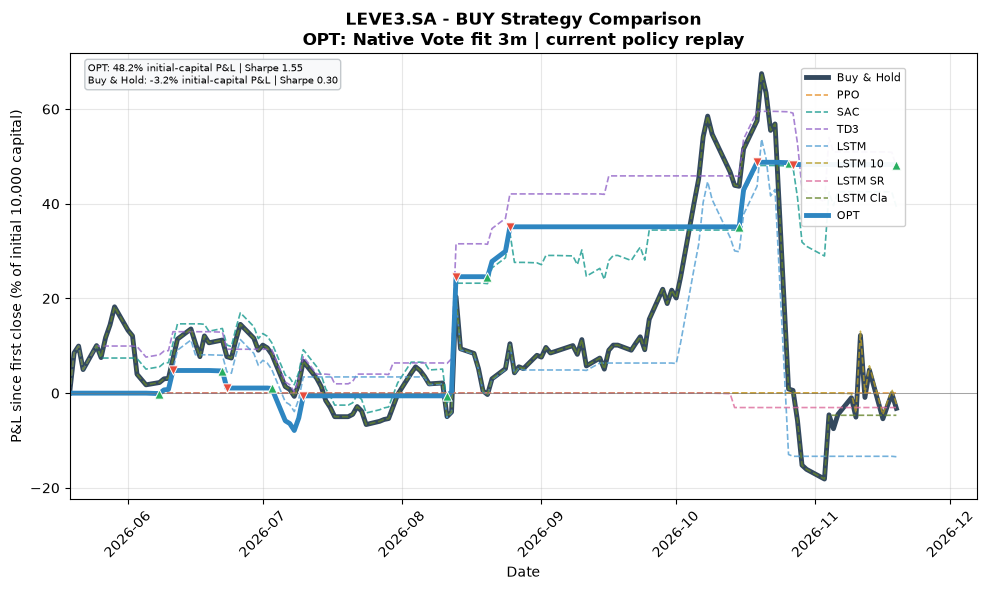 LEVE3.SA - BUY Strategy Comparison
OPT: Native Vote fit 3m | current policy replay
OPT: 48.2% initial-capital P&L | Sharpe 1.55
Buy & Hold: -3.2% initial-capital P&L | Sharpe 0.30
Buy & Hold
PPO
SAC
TD3
LSTM
LSTM 10
LSTM SR
LSTM Cla
OPT
P&L since first close (% of initial 10,000 capital)
60
40
20
0
−20
2026-06
2026-07
2026-08
2026-09
2026-10
2026-11
2026-12
Date